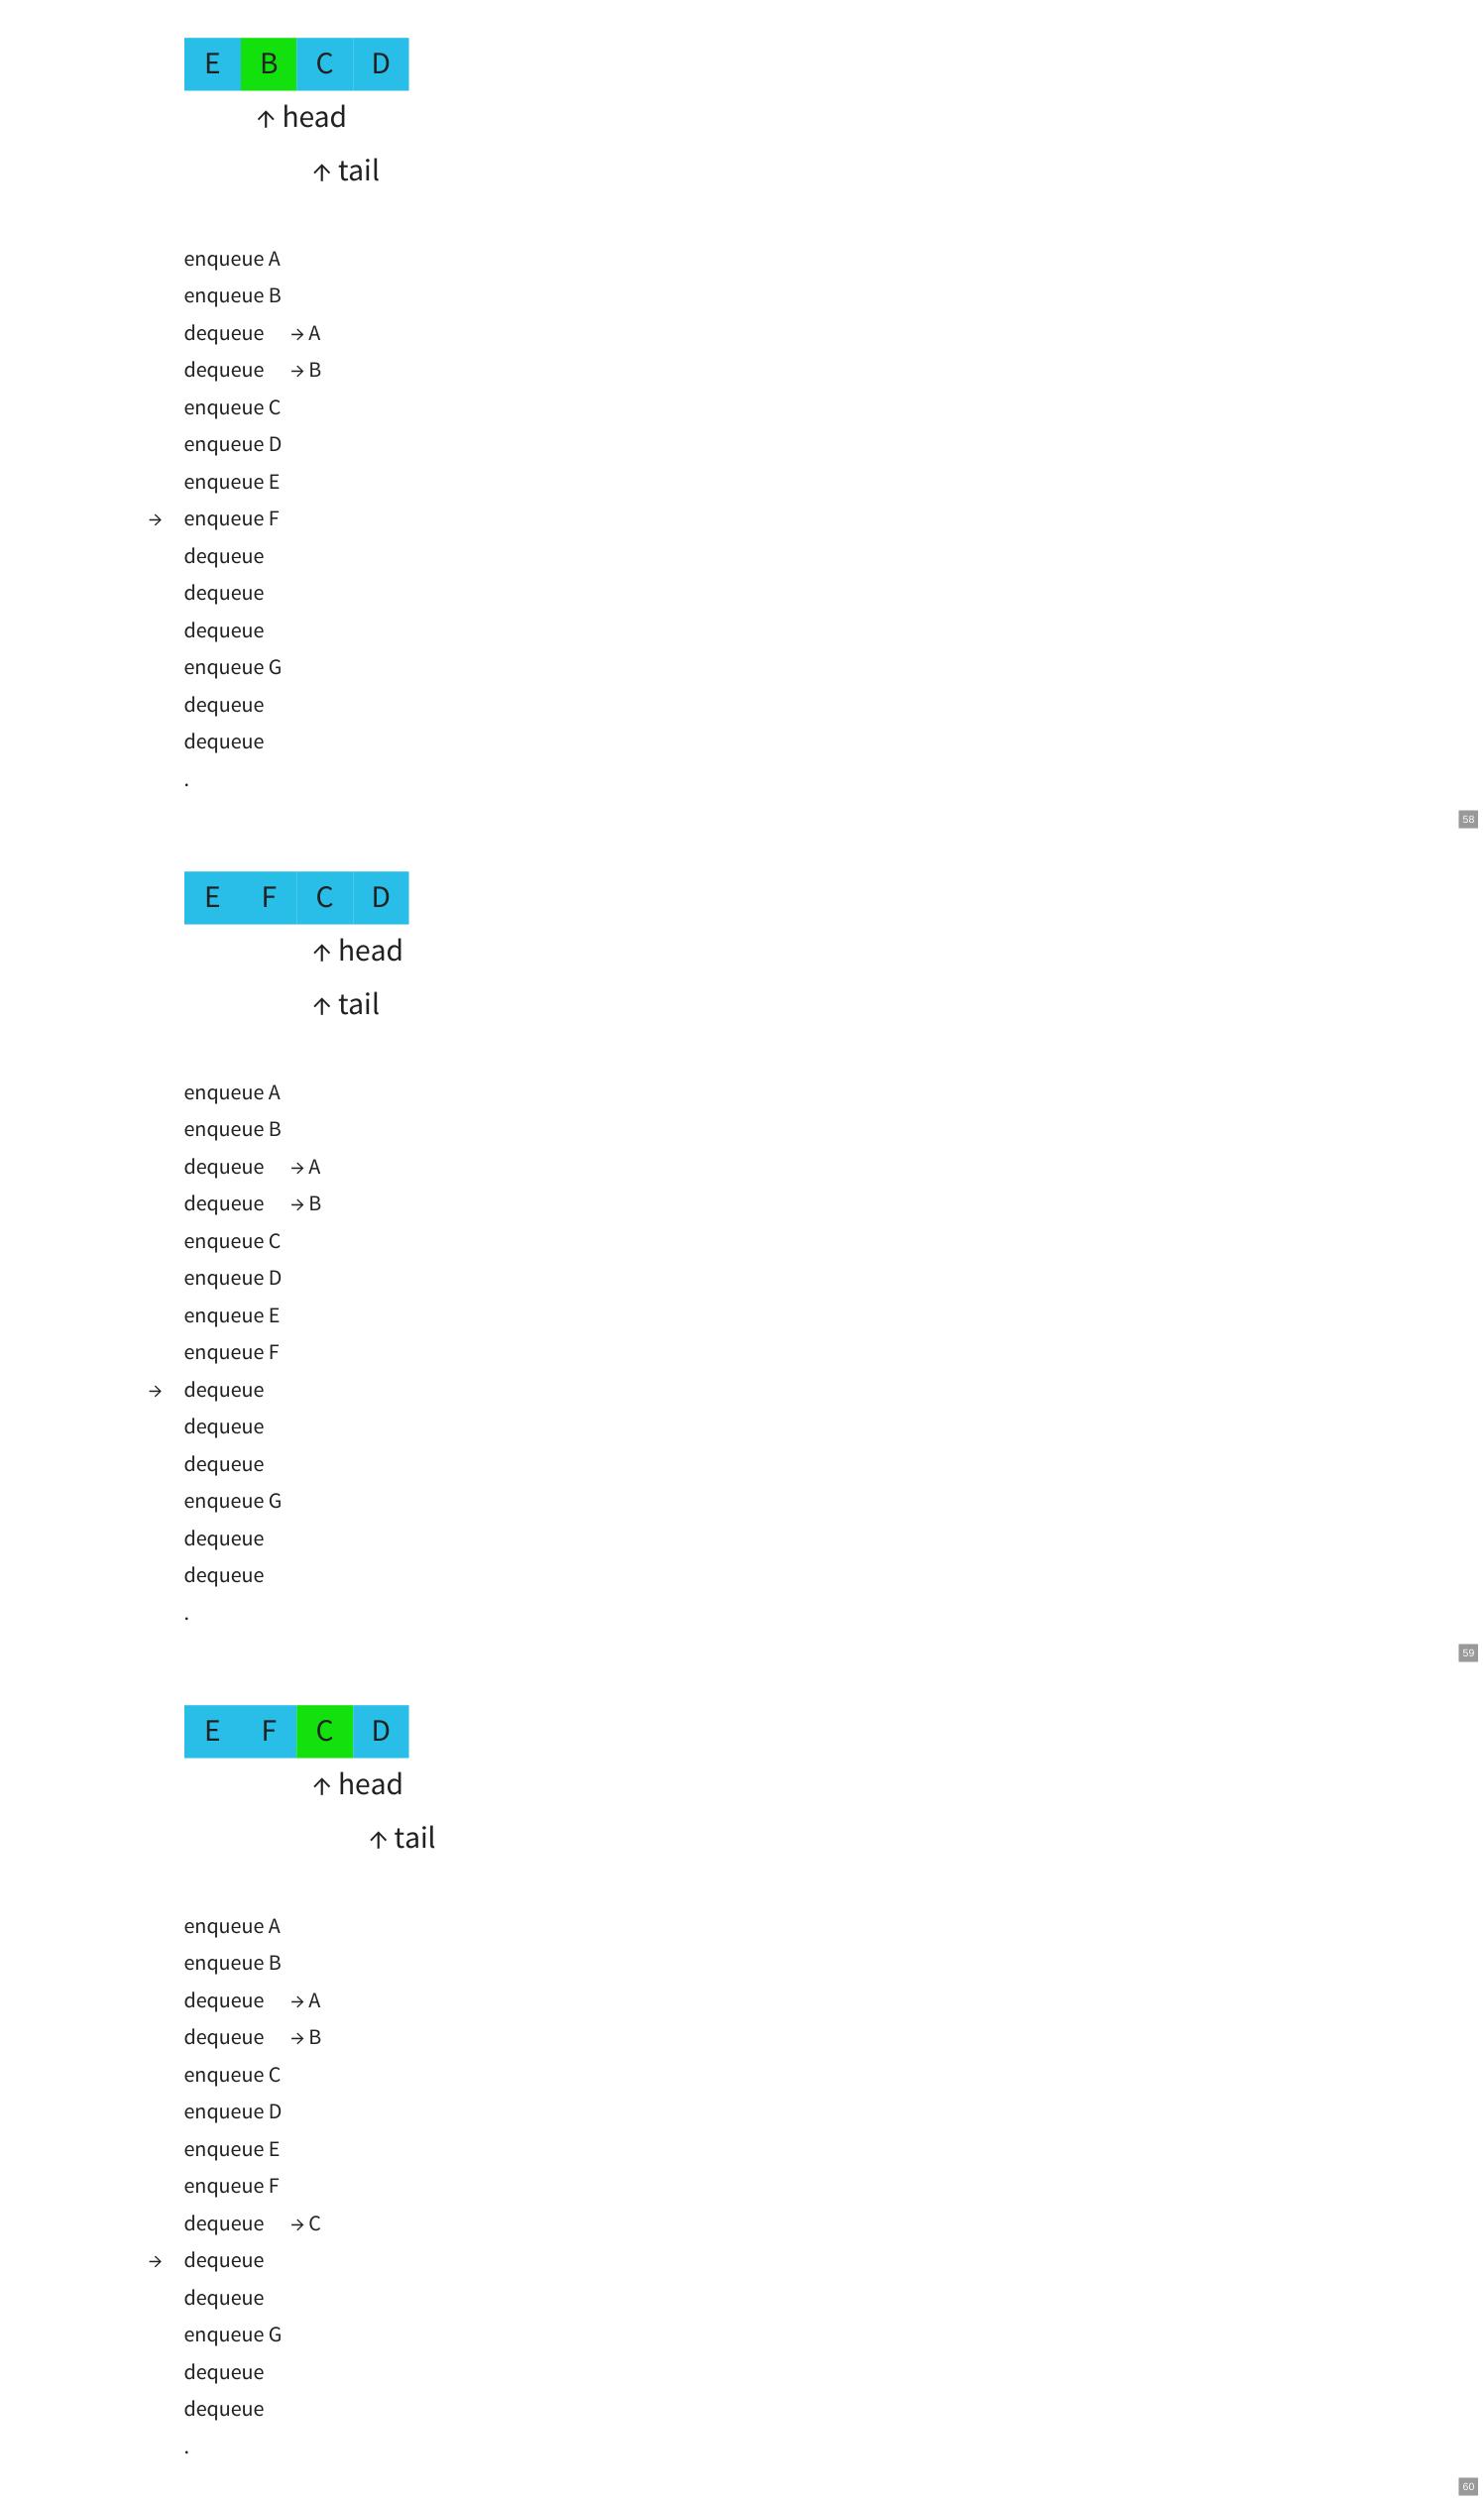 E B C D
↑ head
↑ tail
enqueue A
enqueue B
dequeue → A
dequeue → B
enqueue C
enqueue D
enqueue E
→ enqueue F
dequeue
dequeue
dequeue
enqueue G
dequeue
dequeue
.
58
E F C D
↑ head
↑ tail
enqueue A
enqueue B
dequeue → A
dequeue → B
enqueue C
enqueue D
enqueue E
enqueue F
→ dequeue
dequeue
dequeue
enqueue G
dequeue
dequeue
.
59
E F C D
↑ head
↑ tail
enqueue A
enqueue B
dequeue → A
dequeue → B
enqueue C
enqueue D
enqueue E
enqueue F
dequeue → C
→ dequeue
dequeue
enqueue G
dequeue
dequeue
.
60